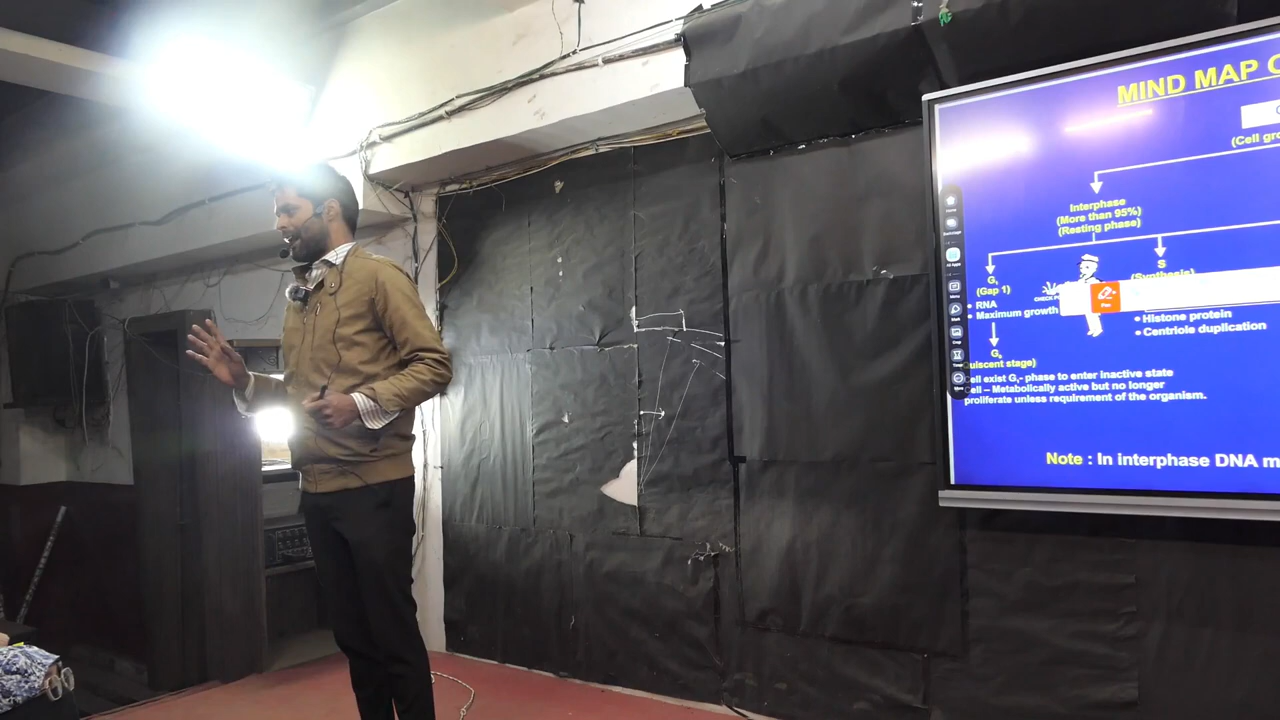 MIND MAP
(Cell
Interphase
(More than 95%)
(Resting phase)
G1
(Gap 1)
S
(Synthesis)
• RNA
• Maximum growth
• Histone protein
• Centriole duplication
G0
uiscent stage)
ell exist G1- phase to enter inactive state
Cell – Metabolically active but no longer
proliferate unless requirement of the organism.
Note : In interphase DNA